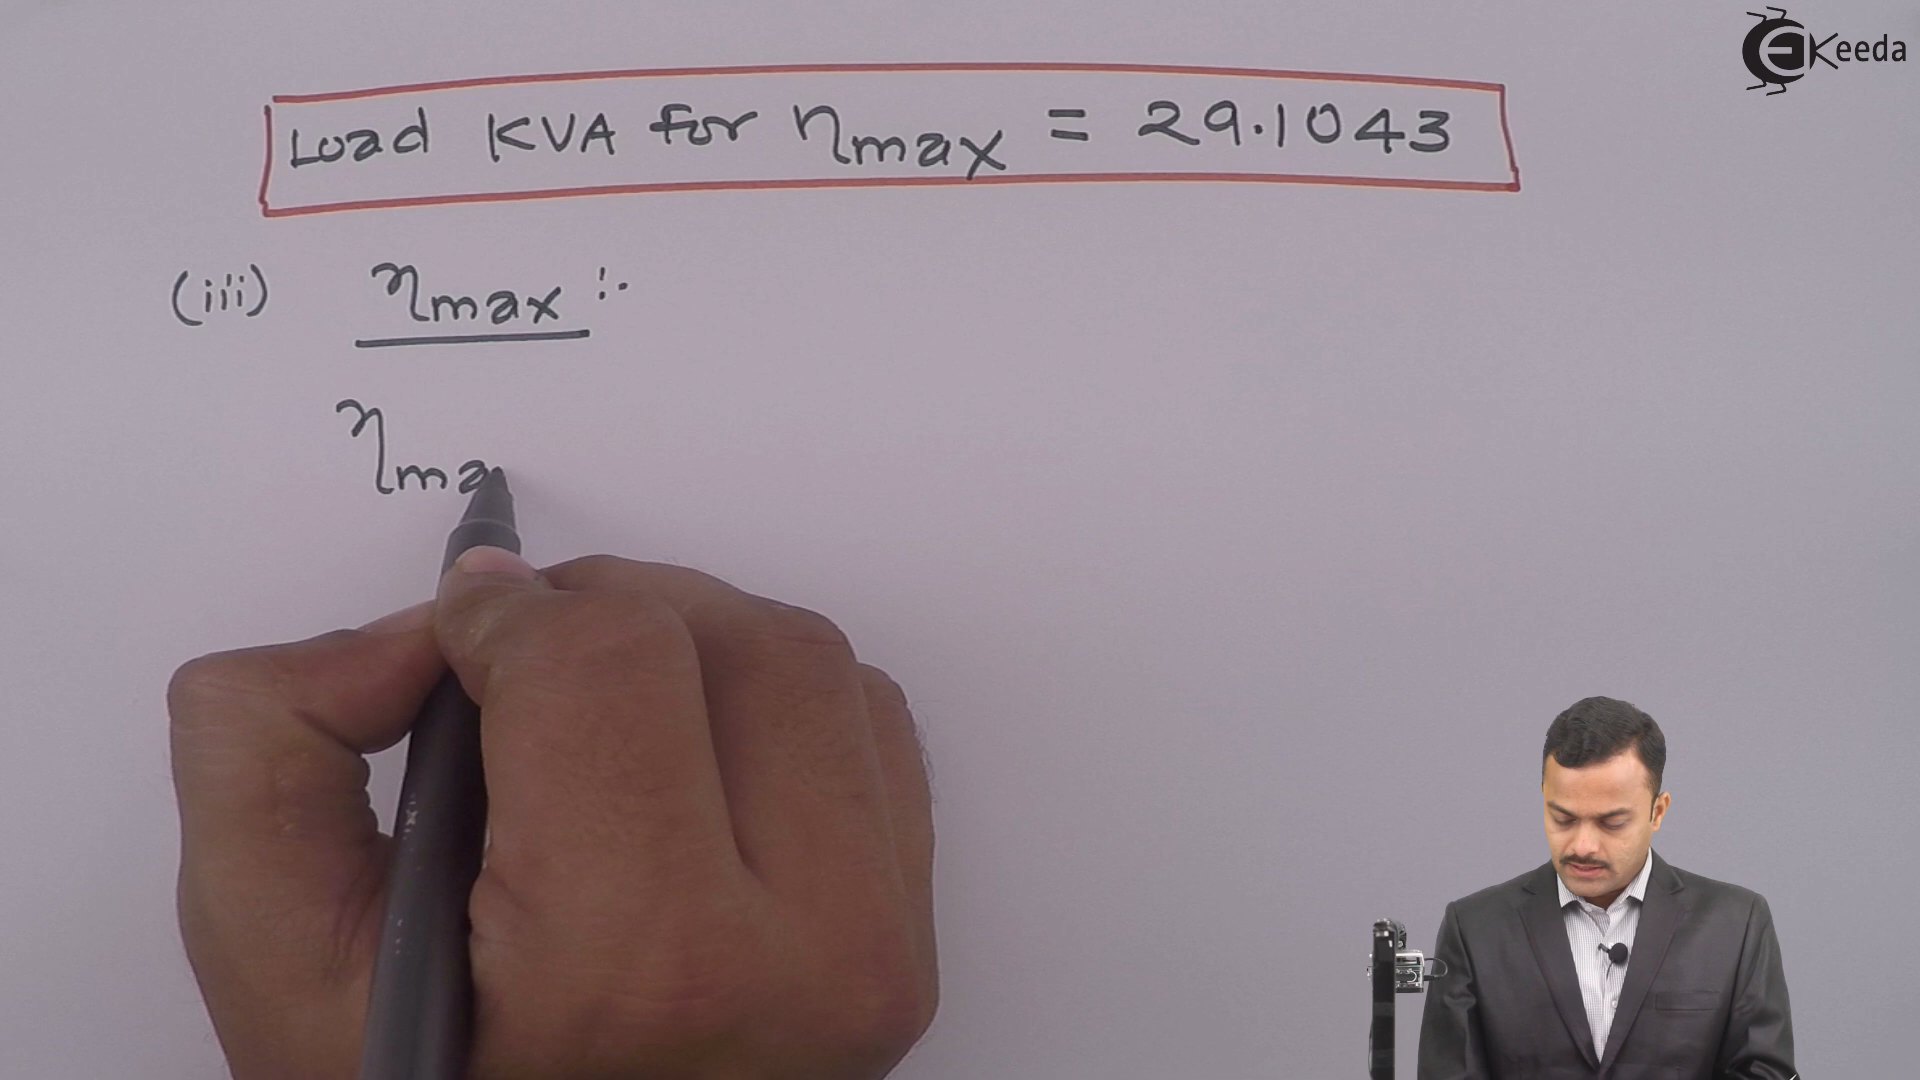 EKeeda
Load KVA for ηmax = 29.1043
(iii) ηmax :-
ηma